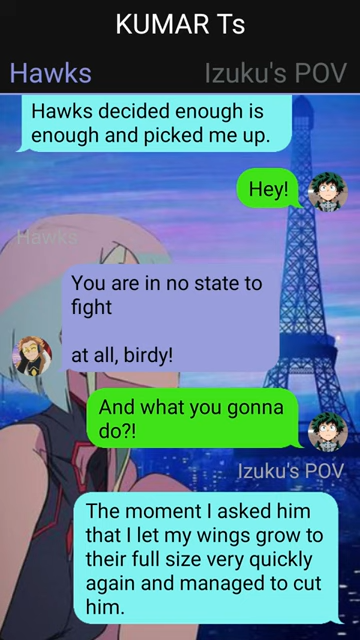 KUMAR Ts
Hawks
Izuku's POV
Hawks decided enough is
enough and picked me up.
Hey!
Hawks
You are in no state to
fight
at all, birdy!
And what you gonna
do?!
Izuku's POV
The moment I asked him
that I let my wings grow to
their full size very quickly
again and managed to cut
him.